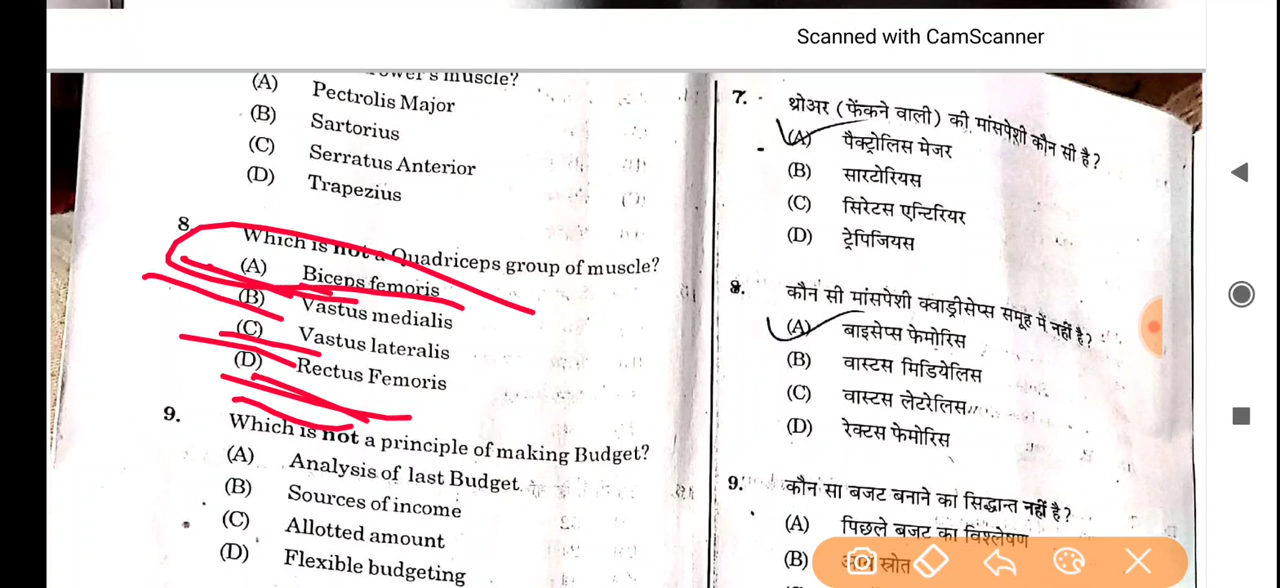 Scanned with CamScanner
muscle?
(A) Pectrolis Major
(B) Sartorius
(C) Serratus Anterior
(D) Trapezius
8. Which is not a Quadriceps group of muscle?
(A) Biceps femoris
(B) Vastus medialis
(C) Vastus lateralis
(D) Rectus Femoris
9. Which is not a principle of making Budget?
(A) Analysis of last Budget
(B) Sources of income
(C) Allotted amount
(D) Flexible budgeting
7. थ्रोअर (फेंकने वाली) की मांसपेशी कौन सी है?
(A) पैक्ट्रोलिस मेजर
(B) सारटोरियस
(C) सिरेटस एन्टिरियर
(D) ट्रेपिजियस
8. कौन सी मांसपेशी क्वाड्रीसेप्स समूह में नहीं है?
(A) बाइसेप्स फेमोरिस
(B) वास्टस मिडियेलिस
(C) वास्टस लेटरेलिस
(D) रेक्टस फेमोरिस
9. कौन सा बजट बनाने का सिद्धान्त नहीं है?
(A) पिछले बजट का विश्लेषण
(B) आय स्रोत